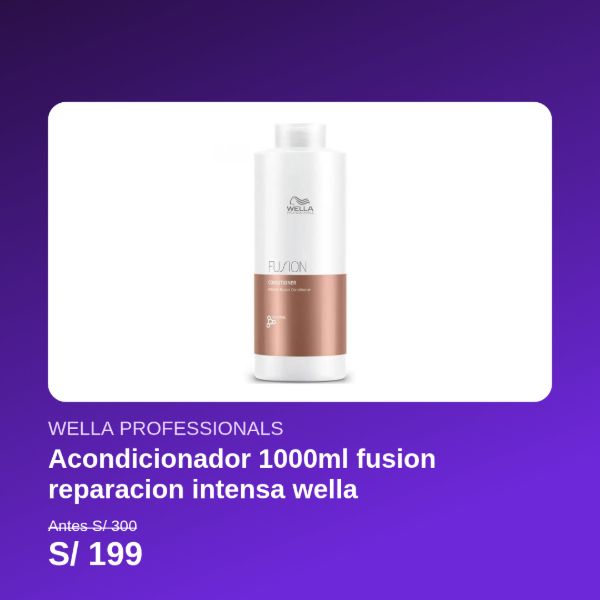 WELLA
FUSION
CONDITIONER
WELLA PROFESSIONALS
Acondicionador 1000ml fusion
reparacion intensa wella
Antes S/ 300
S/ 199